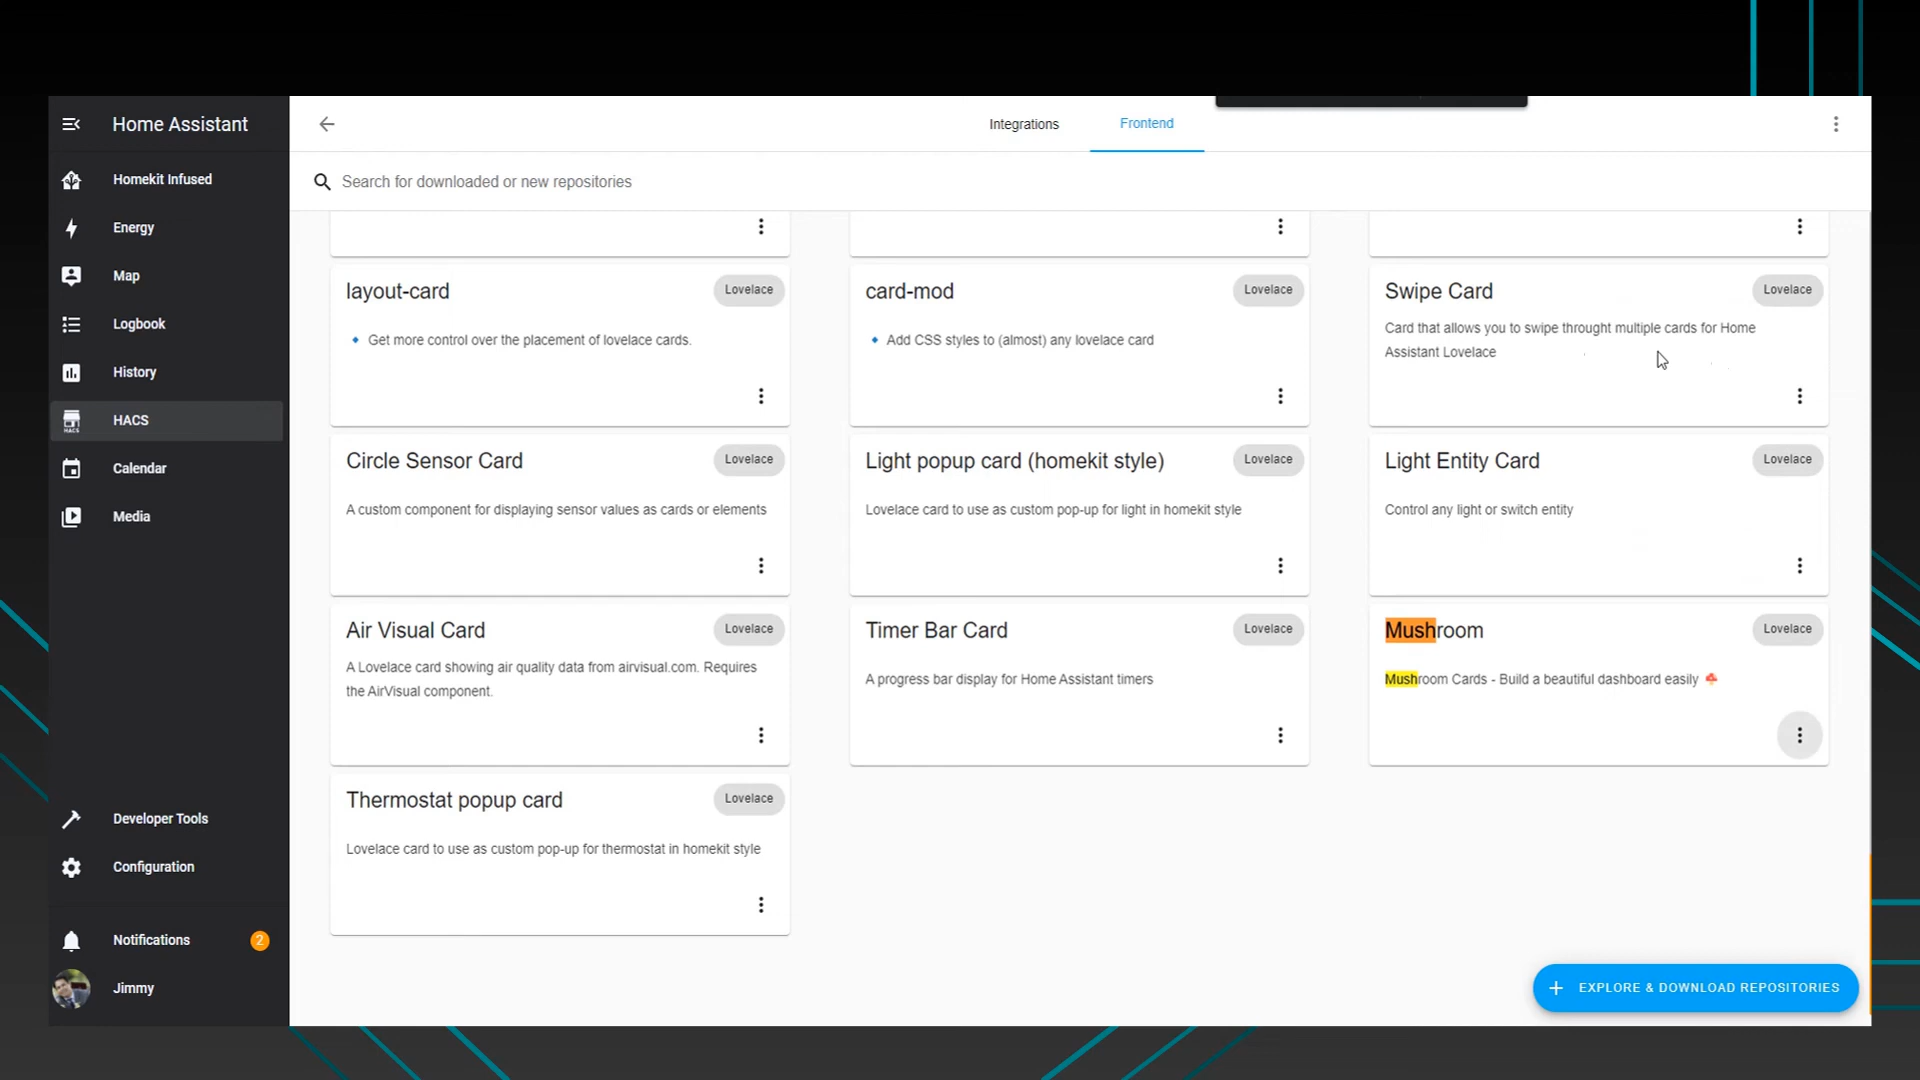 Home Assistant
Integrations
Frontend
Search for downloaded or new repositories
Homekit Infused
Energy
Map
Logbook
History
HACS
HACS
Calendar
Media
Developer Tools
Configuration
Notifications
2
Jimmy
layout-card
Lovelace
Get more control over the placement of lovelace cards.
card-mod
Lovelace
Add CSS styles to (almost) any lovelace card
Swipe Card
Lovelace
Card that allows you to swipe throught multiple cards for Home
Assistant Lovelace
Circle Sensor Card
Lovelace
A custom component for displaying sensor values as cards or elements
Light popup card (homekit style)
Lovelace
Lovelace card to use as custom pop-up for light in homekit style
Light Entity Card
Lovelace
Control any light or switch entity
Air Visual Card
Lovelace
A Lovelace card showing air quality data from airvisual.com. Requires
the AirVisual component.
Timer Bar Card
Lovelace
A progress bar display for Home Assistant timers
Mushroom
Lovelace
Mushroom Cards - Build a beautiful dashboard easily
Thermostat popup card
Lovelace
Lovelace card to use as custom pop-up for thermostat in homekit style
EXPLORE & DOWNLOAD REPOSITORIES